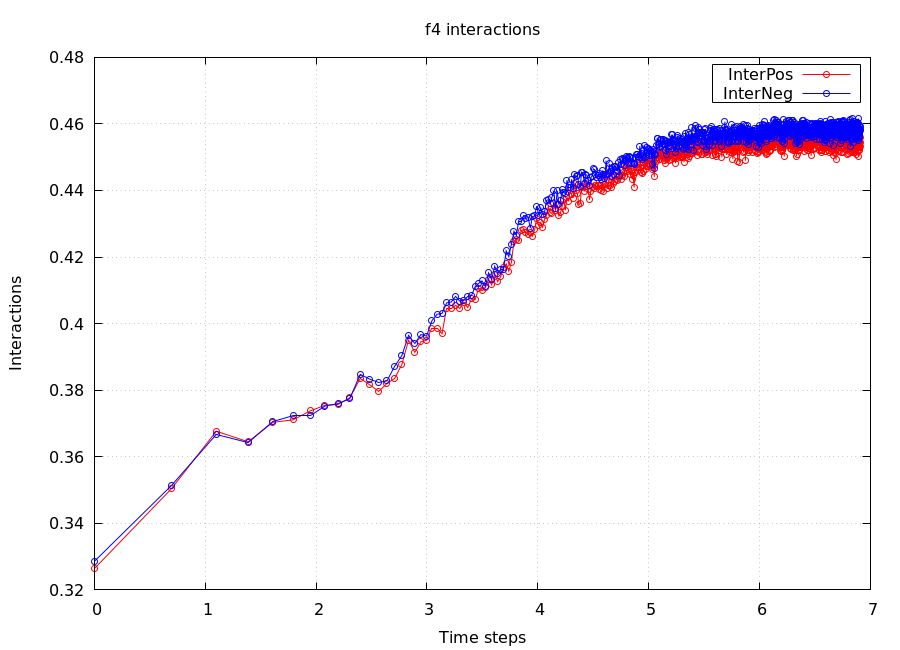 f4 interactions
InterPos
InterNeg
Interactions
0.48
0.46
0.44
0.42
0.4
0.38
0.36
0.34
0.32
0 1 2 3 4 5 6 7
Time steps